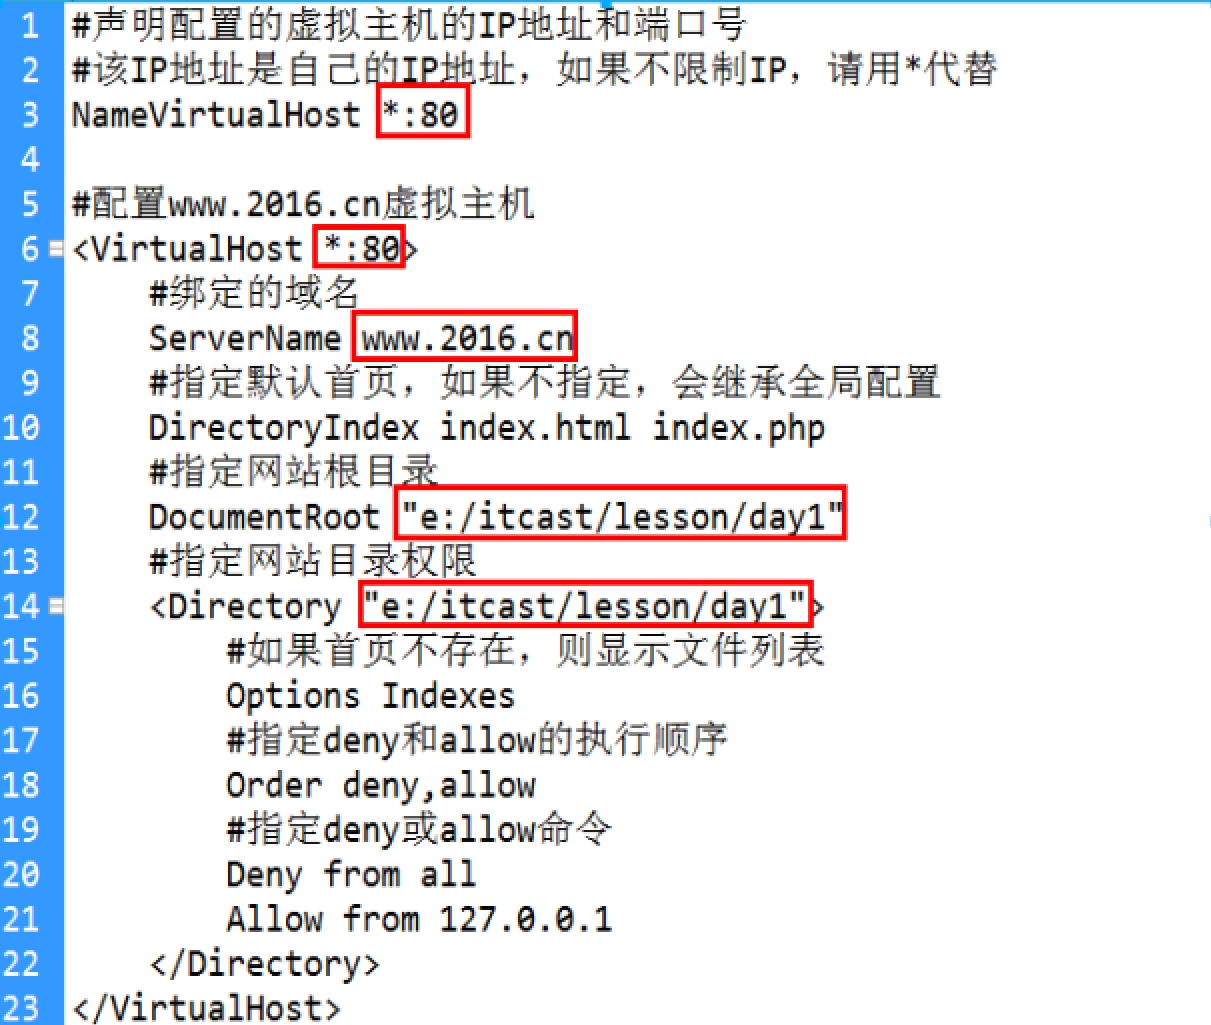 1 #声明配置的虚拟主机的IP地址和端口号
2 #该IP地址是自己的IP地址，如果不限制IP，请用*代替
3 NameVirtualHost *:80
4
5 #配置www.2016.cn虚拟主机
6 <VirtualHost *:80>
7 #绑定的域名
8 ServerName www.2016.cn
9 #指定默认首页，如果不指定，会继承全局配置
10 DirectoryIndex index.html index.php
11 #指定网站根目录
12 DocumentRoot "e:/itcast/lesson/day1"
13 #指定网站目录权限
14 <Directory "e:/itcast/lesson/day1">
15 #如果首页不存在，则显示文件列表
16 Options Indexes
17 #指定deny和allow的执行顺序
18 Order deny,allow
19 #指定deny或allow命令
20 Deny from all
21 Allow from 127.0.0.1
22 </Directory>
23 </VirtualHost>